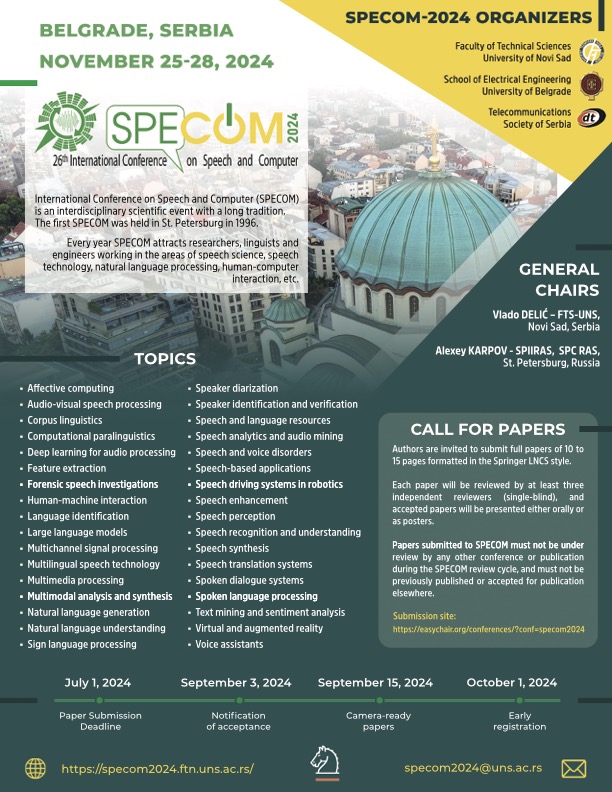 BELGRADE, SERBIA
NOVEMBER 25-28, 2024
SPECOM-2024 ORGANIZERS
Faculty of Technical Sciences
University of Novi Sad
School of Electrical Engineering
University of Belgrade
Telecommunications
Society of Serbia
dt
SPECOM 2024
26th International Conference on Speech and Computer
International Conference on Speech and Computer (SPECOM)
is an interdisciplinary scientific event with a long tradition.
The first SPECOM was held in St. Petersburg in 1996.
Every year SPECOM attracts researchers, linguists and
engineers working in the areas of speech science, speech
technology, natural language processing, human-computer
interaction, etc.
GENERAL
CHAIRS
Vlado DELIĆ – FTS-UNS,
Novi Sad, Serbia
Alexey KARPOV - SPIIRAS, SPC RAS,
St. Petersburg, Russia
TOPICS
▪ Affective computing
▪ Audio-visual speech processing
▪ Corpus linguistics
▪ Computational paralinguistics
▪ Deep learning for audio processing
▪ Feature extraction
▪ Forensic speech investigations
▪ Human-machine interaction
▪ Language identification
▪ Large language models
▪ Multichannel signal processing
▪ Multilingual speech technology
▪ Multimedia processing
▪ Multimodal analysis and synthesis
▪ Natural language generation
▪ Natural language understanding
▪ Sign language processing
▪ Speaker diarization
▪ Speaker identification and verification
▪ Speech and language resources
▪ Speech analytics and audio mining
▪ Speech and voice disorders
▪ Speech-based applications
▪ Speech driving systems in robotics
▪ Speech enhancement
▪ Speech perception
▪ Speech recognition and understanding
▪ Speech synthesis
▪ Speech translation systems
▪ Spoken dialogue systems
▪ Spoken language processing
▪ Text mining and sentiment analysis
▪ Virtual and augmented reality
▪ Voice assistants
CALL FOR PAPERS
Authors are invited to submit full papers of 10 to
15 pages formatted in the Springer LNCS style.
Each paper will be reviewed by at least three
independent reviewers (single-blind), and
accepted papers will be presented either orally or
as posters.
Papers submitted to SPECOM must not be under
review by any other conference or publication
during the SPECOM review cycle, and must not be
previously published or accepted for publication
elsewhere.
Submission site:
https://easychair.org/conferences/?conf=specom2024
July 1, 2024
Paper Submission
Deadline
September 3, 2024
Notification
of acceptance
September 15, 2024
Camera-ready
papers
October 1, 2024
Early
registration
https://specom2024.ftn.uns.ac.rs/
specom2024@uns.ac.rs